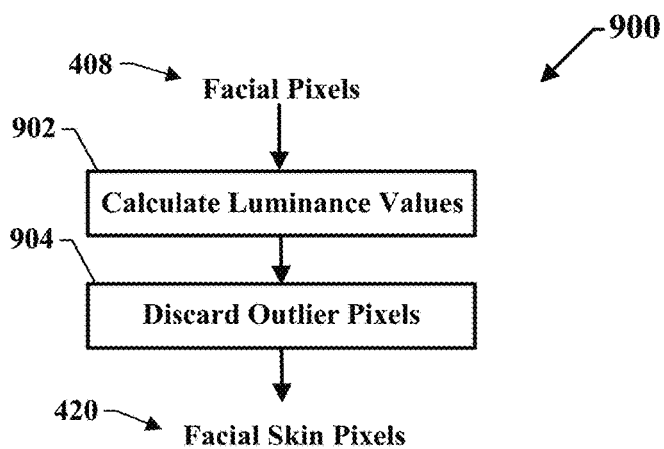 900
408
Facial Pixels
902
Calculate Luminance Values
904
Discard Outlier Pixels
420
Facial Skin Pixels